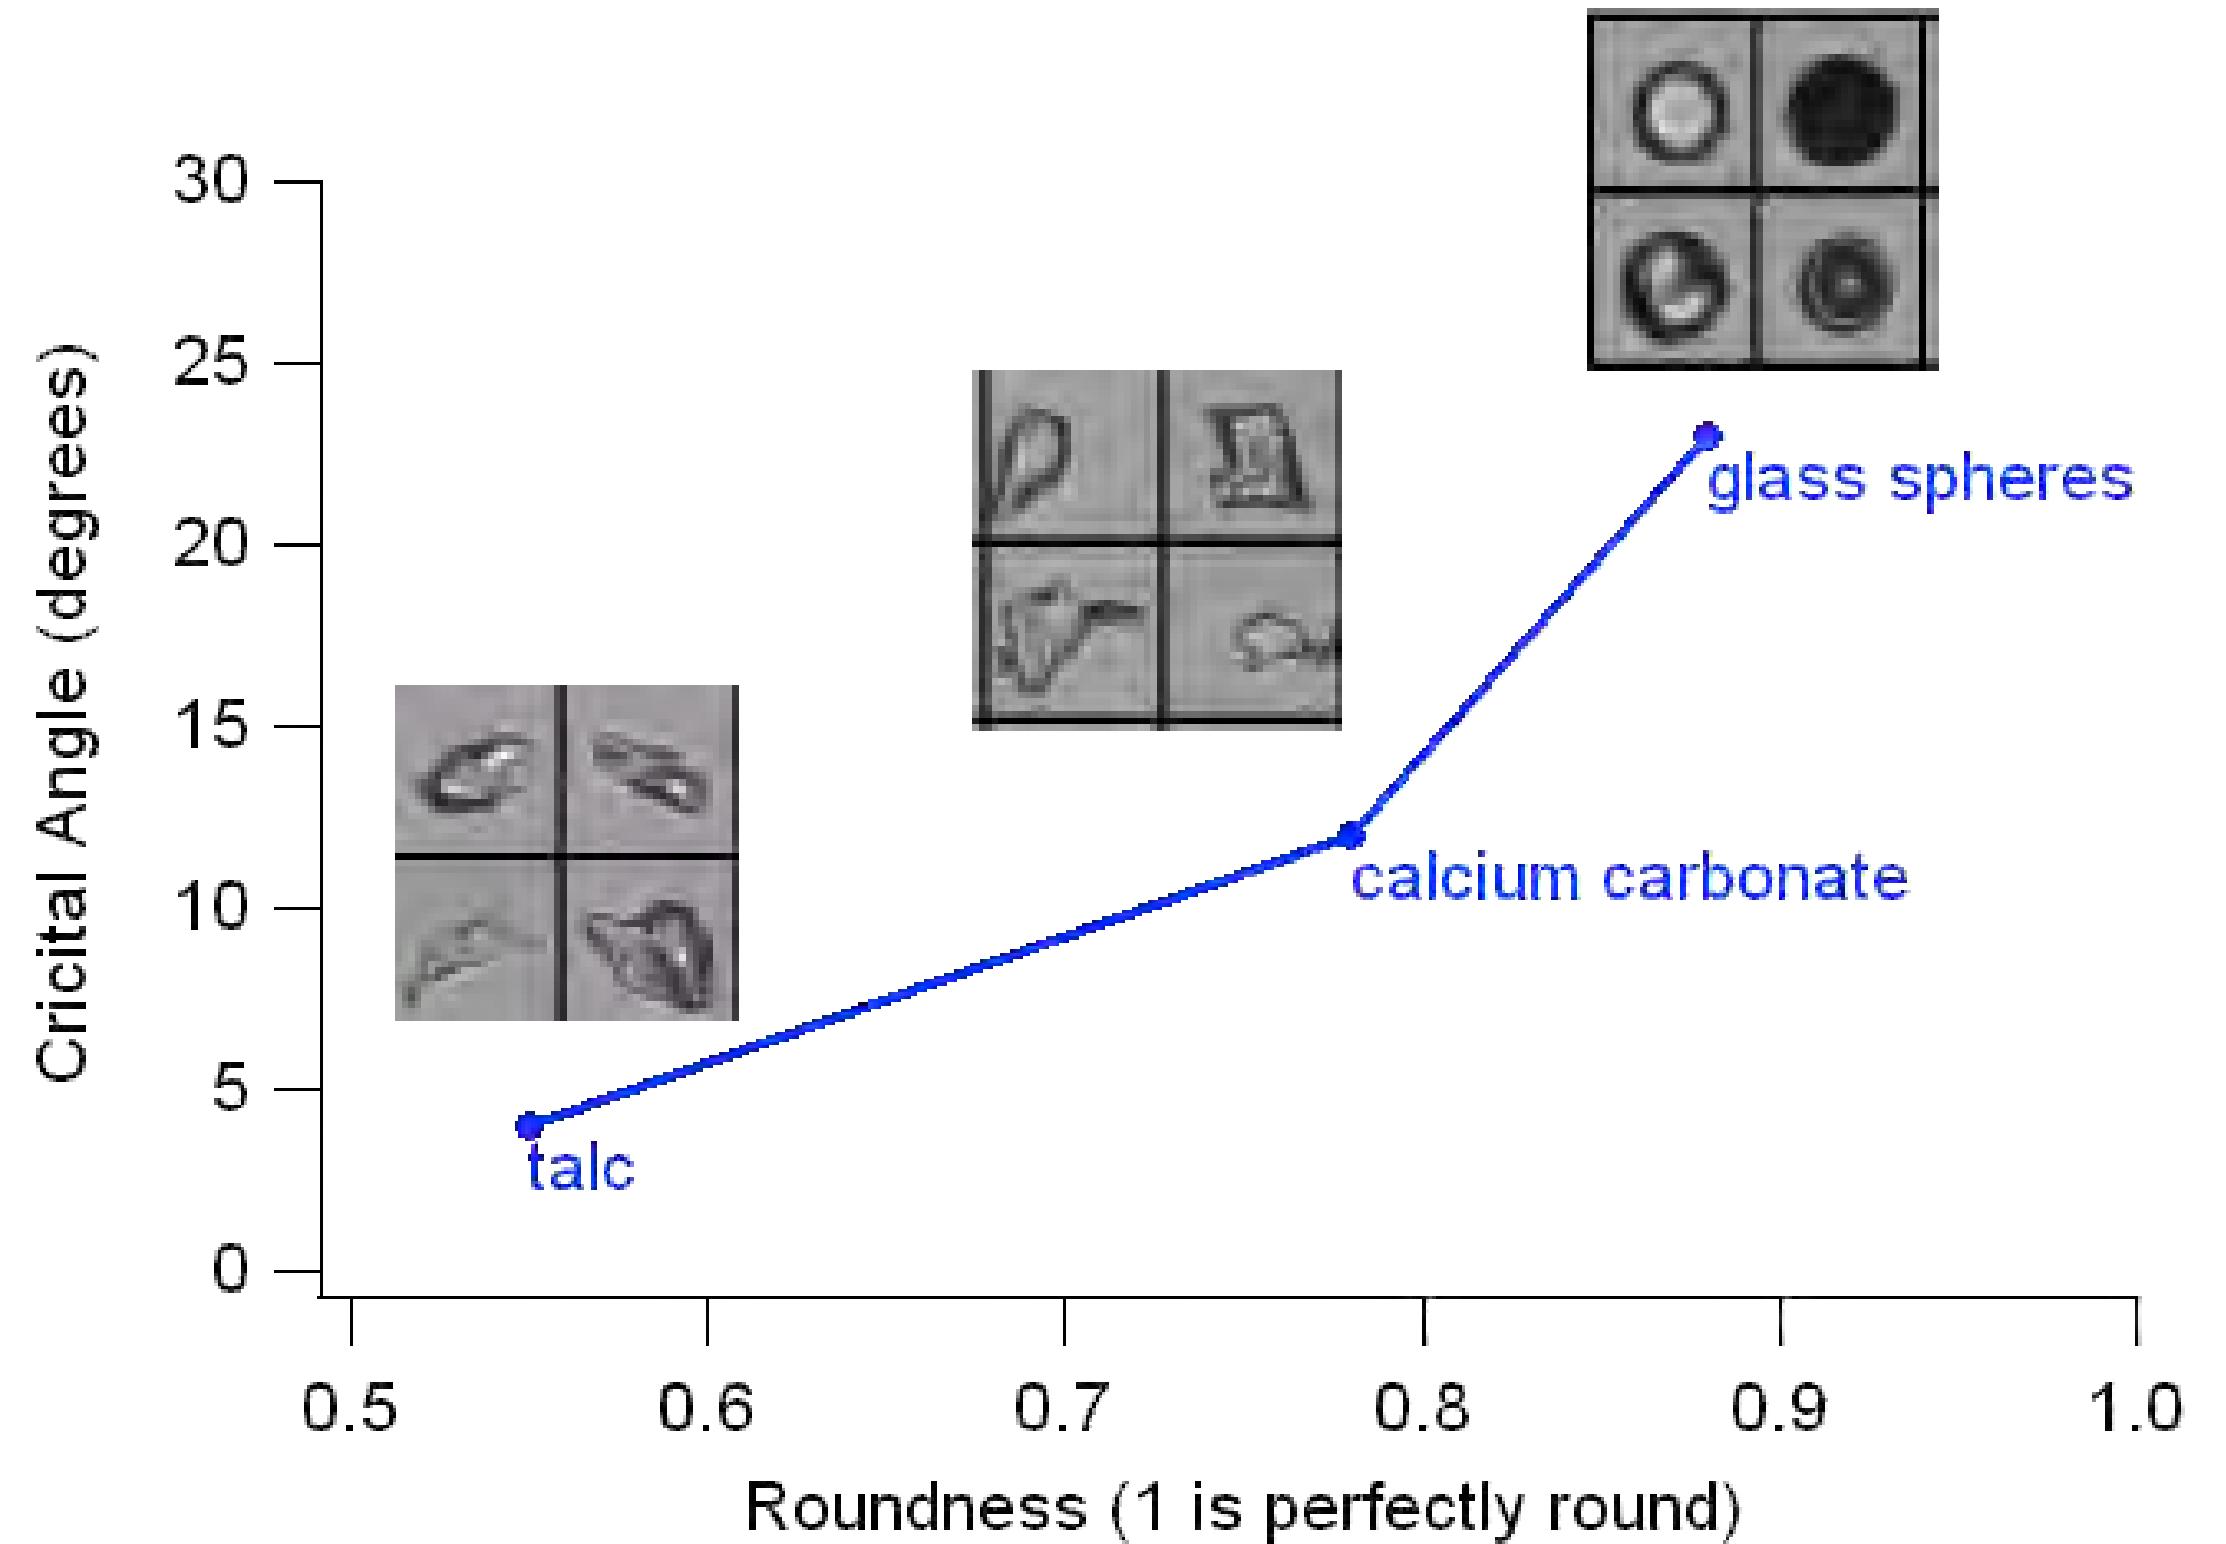 30
25
20
15
10
5
0
Cricital Angle (degrees)
glass spheres
calcium carbonate
talc
0.5 0.6 0.7 0.8 0.9 1.0
Roundness (1 is perfectly round)